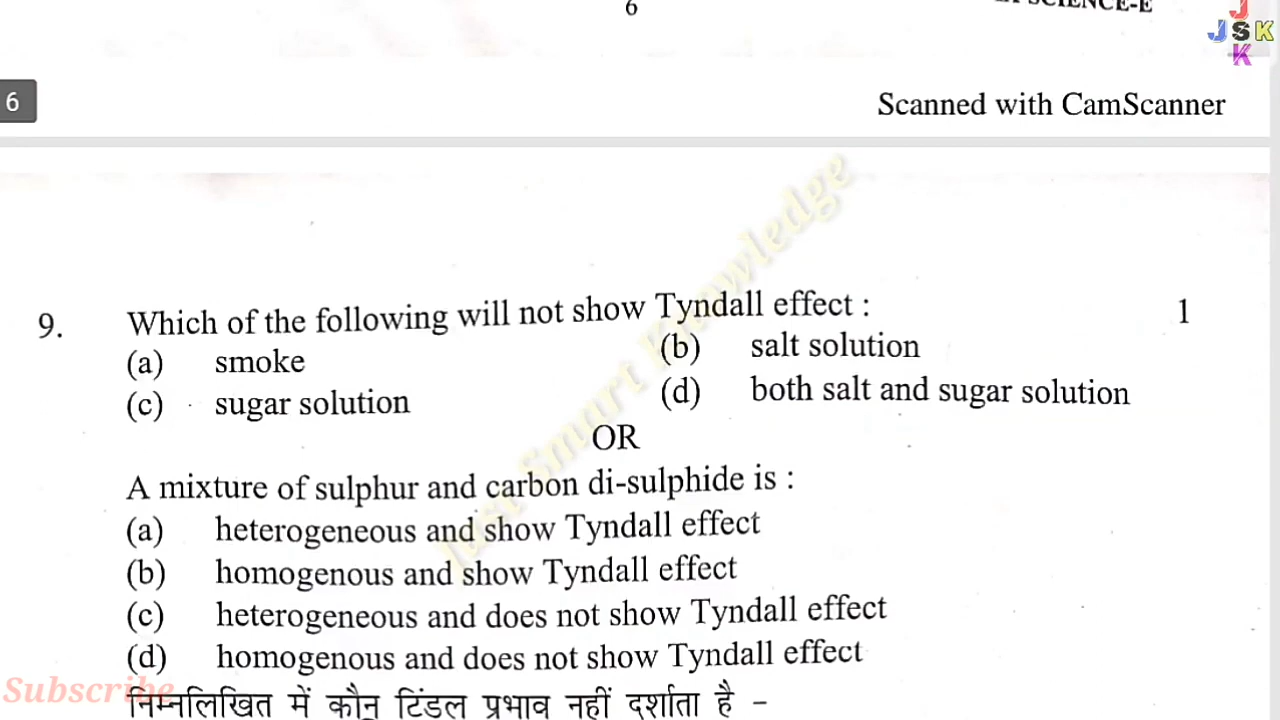 6
J
J S K
K
6
Scanned with CamScanner
9. Which of the following will not show Tyndall effect : 1
(a) smoke (b) salt solution
(c) sugar solution (d) both salt and sugar solution
OR
A mixture of sulphur and carbon di-sulphide is :
(a) heterogeneous and show Tyndall effect
(b) homogenous and show Tyndall effect
(c) heterogeneous and does not show Tyndall effect
(d) homogenous and does not show Tyndall effect
Subscribe
निम्नलिखित में कौन टिंडल प्रभाव नहीं दर्शाता है -
Just Smart Knowledge